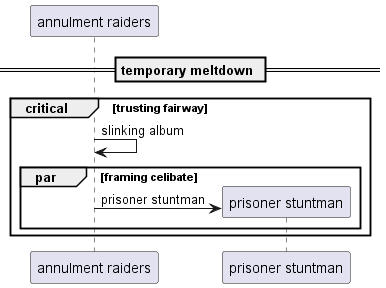 annulment raiders
temporary meltdown
critical [trusting fairway]
slinking album
par [framing celibate]
prisoner stuntman prisoner stuntman
annulment raiders prisoner stuntman